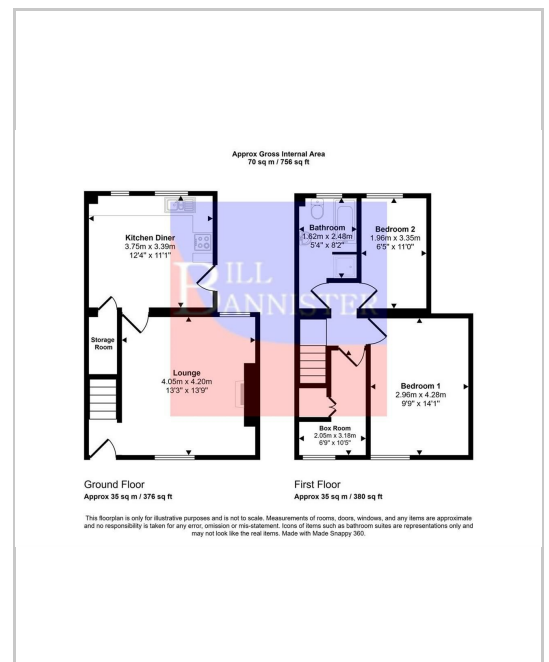 Approx Gross Internal Area
70 sq m / 756 sq ft
Kitchen Diner
3.75m x 3.39m
12'4" x 11'1"
Storage
Room
Lounge
4.05m x 4.20m
13'3" x 13'9"
Bathroom
1.62m x 2.48m
5'4" x 8'2"
Bedroom 2
1.96m x 3.35m
6'5" x 11'0"
Bedroom 1
2.96m x 4.28m
9'9" x 14'1"
Box Room
2.05m x 3.18m
6'9" x 10'5"
BILL
BANNISTER
Ground Floor
Approx 35 sq m / 376 sq ft
First Floor
Approx 35 sq m / 380 sq ft
This floorplan is only for illustrative purposes and is not to scale. Measurements of rooms, doors, windows, and any items are approximate
and no responsibility is taken for any error, omission or mis-statement. Icons of items such as bathroom suites are representations only and
may not look like the real items. Made with Made Snappy 360.